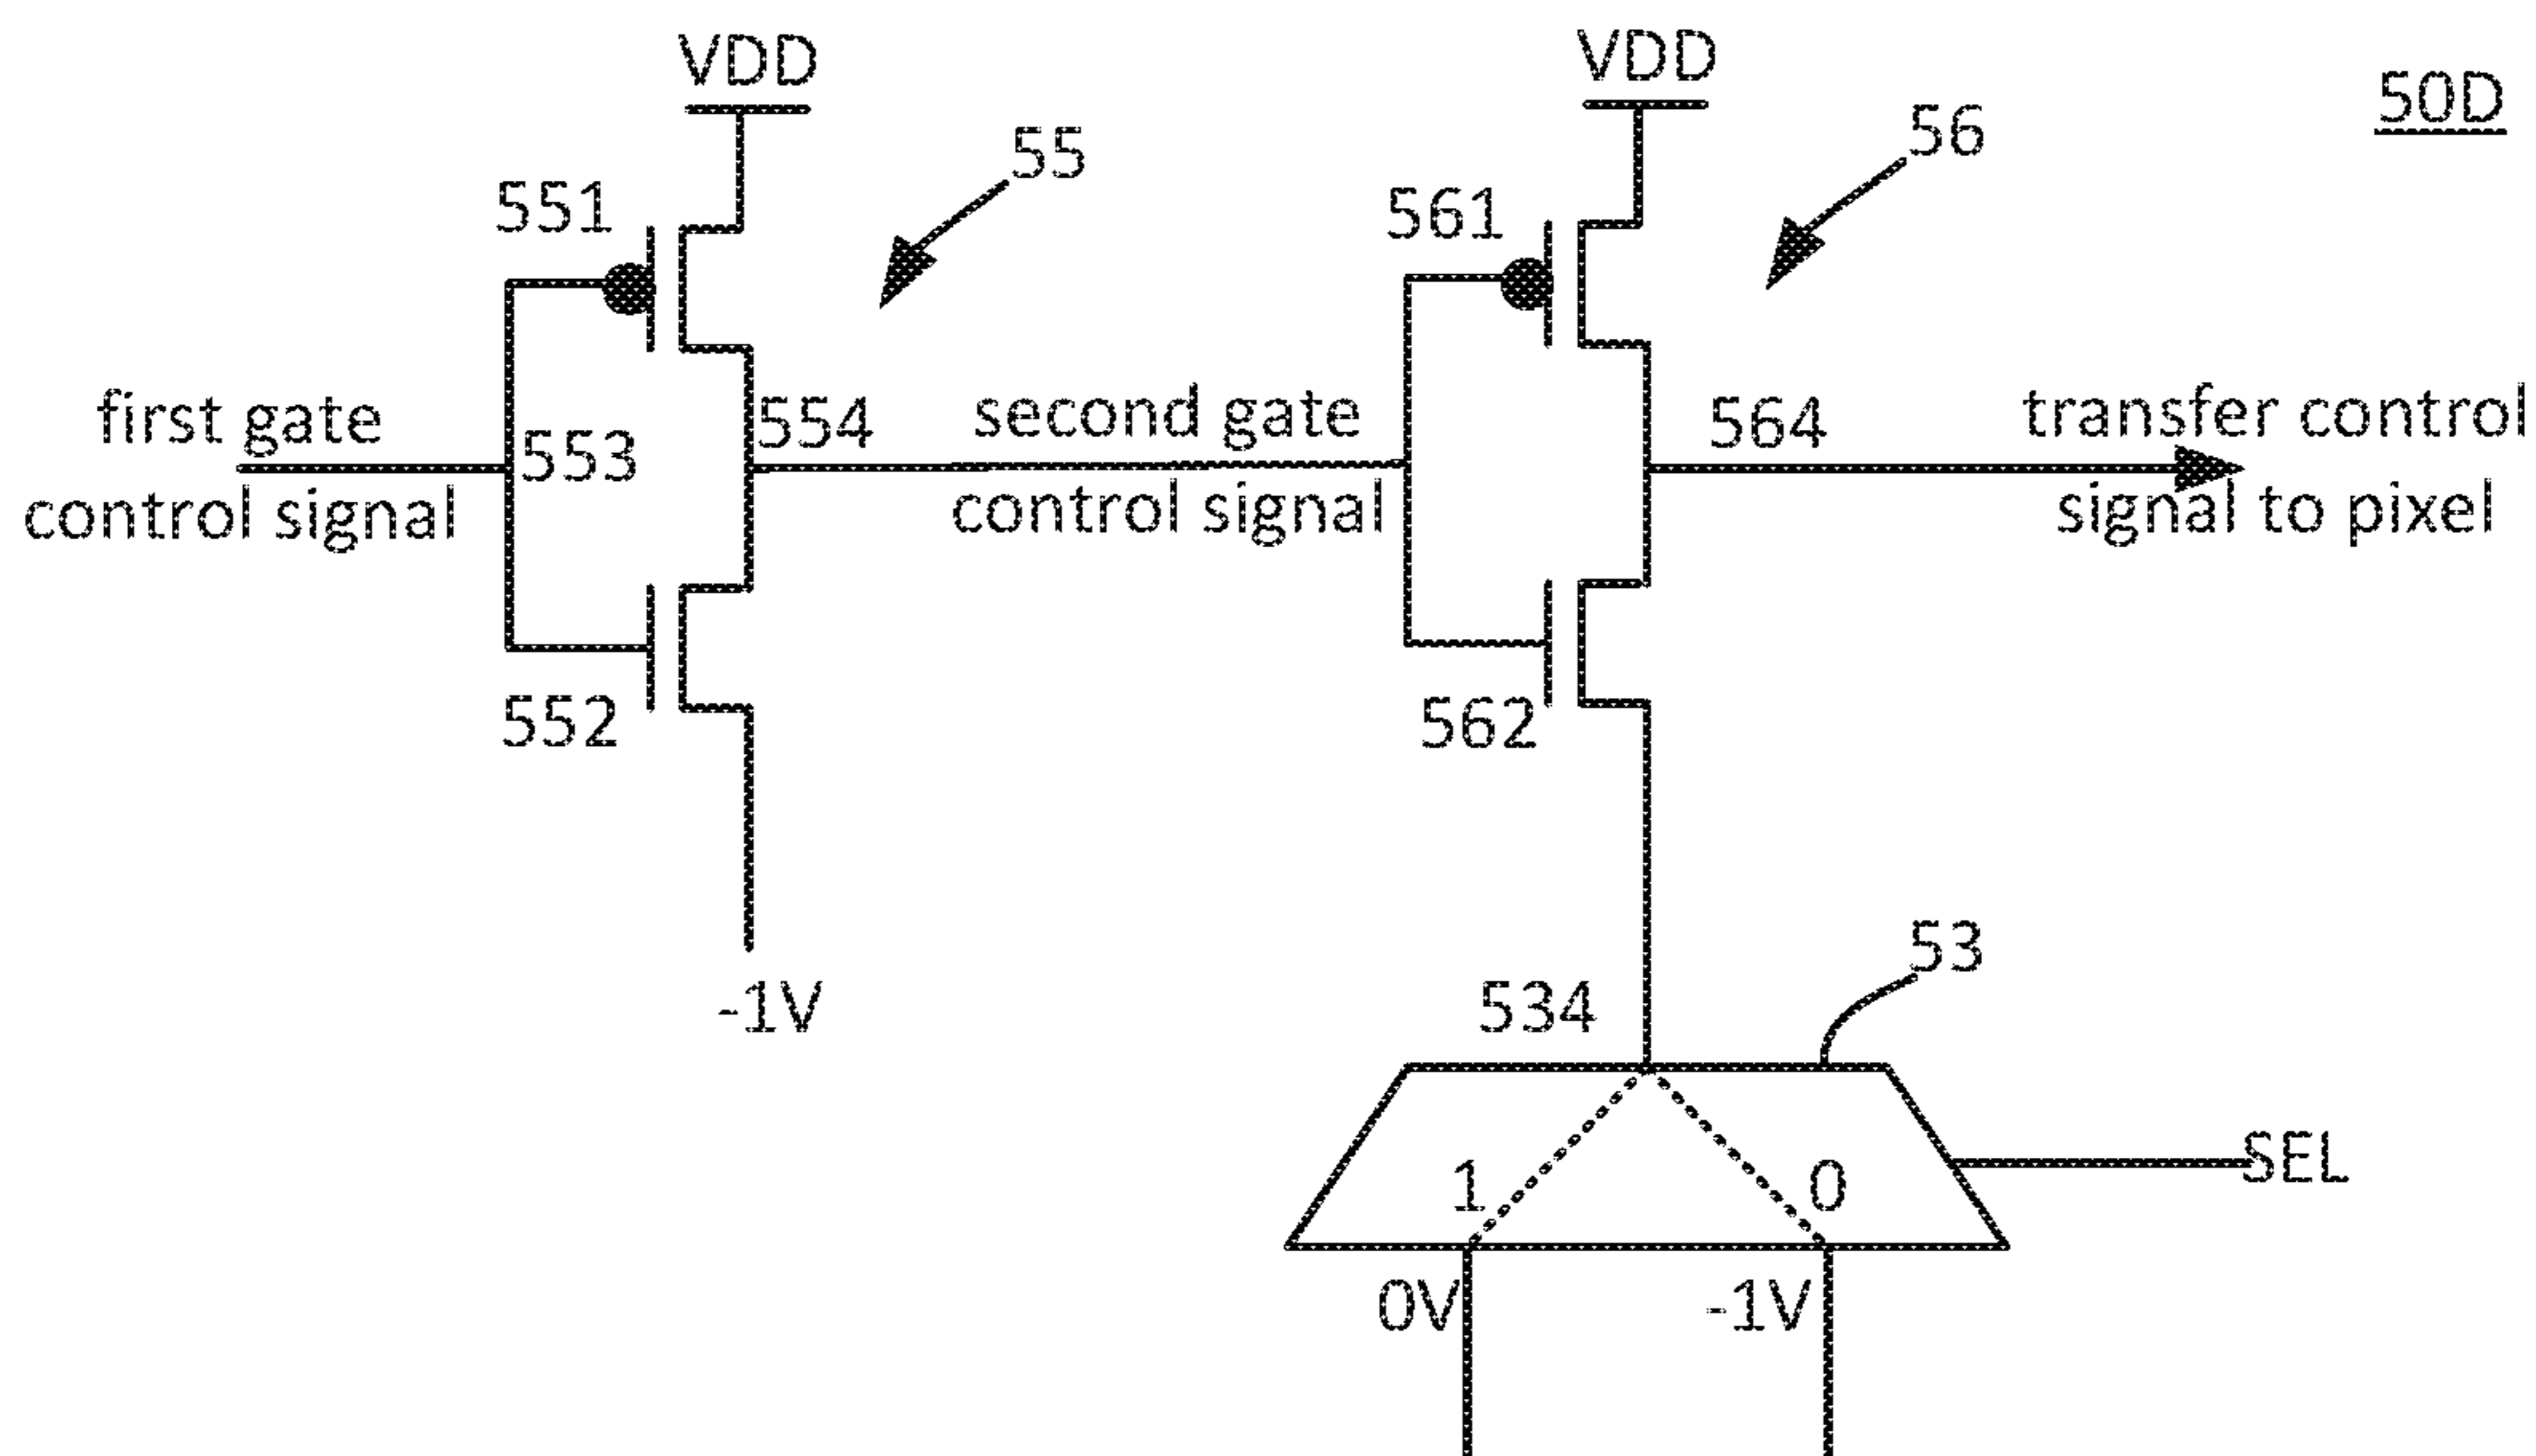 VDD
VDD
50D
55
56
551
561
first gate
control signal
553
554
second gate
control signal
564
transfer control
signal to pixel
552
562
-1V
534
53
1
0
SEL
0V
-1V